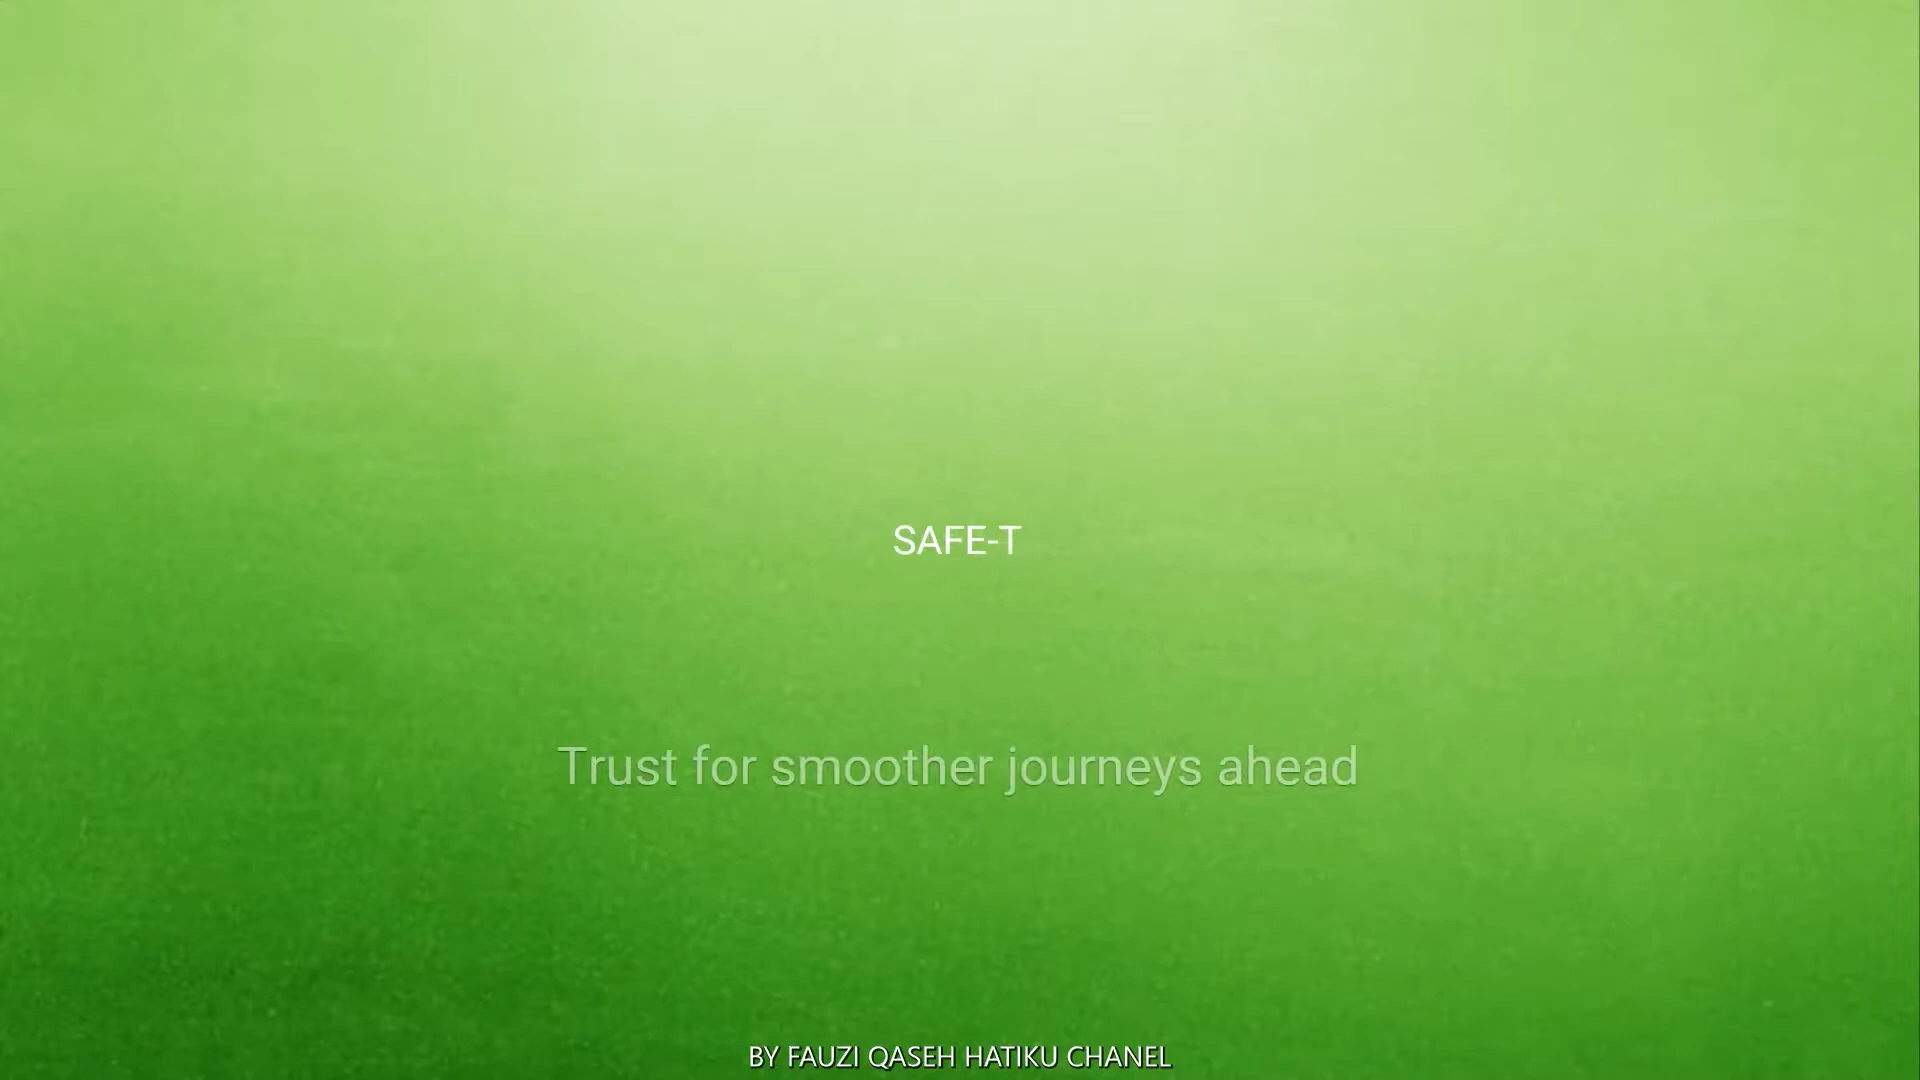 SAFE-T
Trust for smoother journeys ahead
BY FAUZI QASEH HATIKU CHANEL